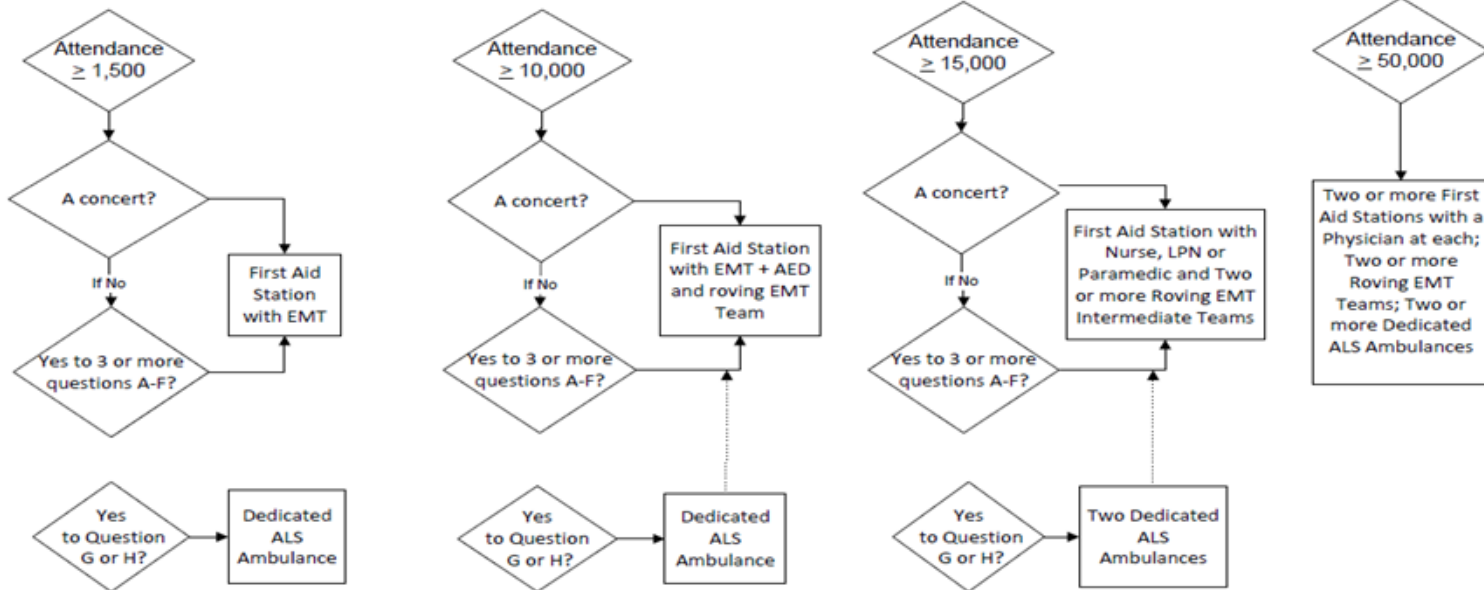 Attendance
≥ 1,500
A concert?
If No
First Aid
Station
with EMT
Yes to 3 or more
questions A-F?
Yes
to Question
G or H?
Dedicated
ALS
Ambulance
Attendance
≥ 10,000
A concert?
If No
First Aid Station
with EMT + AED
and roving EMT
Team
Yes to 3 or more
questions A-F?
Yes
to Question
G or H?
Dedicated
ALS
Ambulance
Attendance
≥ 15,000
A concert?
If No
First Aid Station with
Nurse, LPN or
Paramedic and Two
or more Roving EMT
Intermediate Teams
Yes to 3 or more
questions A-F?
Yes
to Question
G or H?
Two Dedicated
ALS
Ambulances
Attendance
≥ 50,000
Two or more First
Aid Stations with a
Physician at each;
Two or more
Roving EMT
Teams; Two or
more Dedicated
ALS Ambulances